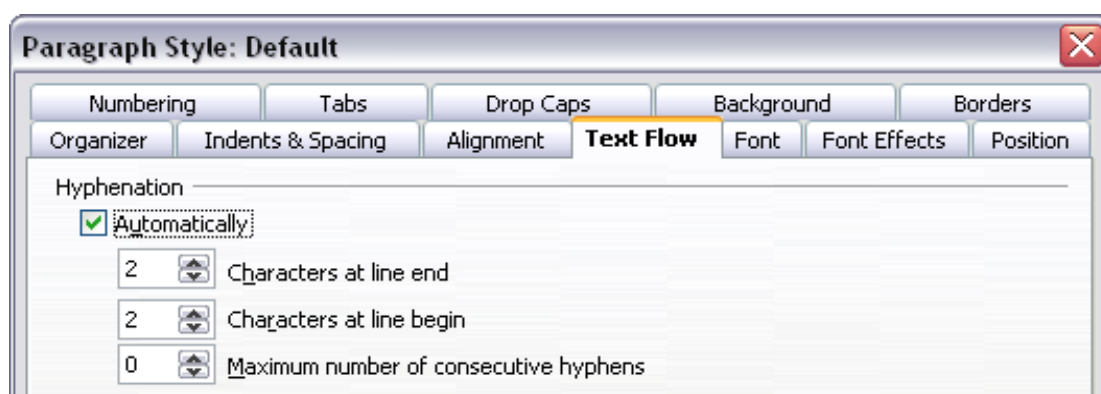 Paragraph Style: Default
Numbering Tabs Drop Caps Background Borders
Organizer Indents & Spacing Alignment Text Flow Font Font Effects Position
Hyphenation
Automatically
2 Characters at line end
2 Characters at line begin
0 Maximum number of consecutive hyphens